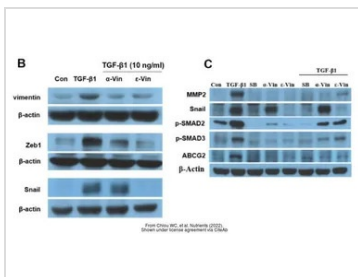 B
TGF-β1 (10 ng/ml)
Con TGF-β1 α-Vin ε-Vin
vimentin
β-actin
Zeb1
β-actin
Snail
β-actin
C
TGF-β1
Con TGF-β1 SB α-Vin ε-Vin SB α-Vin ε-Vin
MMP2
Snail
p-SMAD2
p-SMAD3
ABCG2
β-Actin
From Chiou WC, et al. Nutrients (2022).
Shown under license agreement via CiteAb